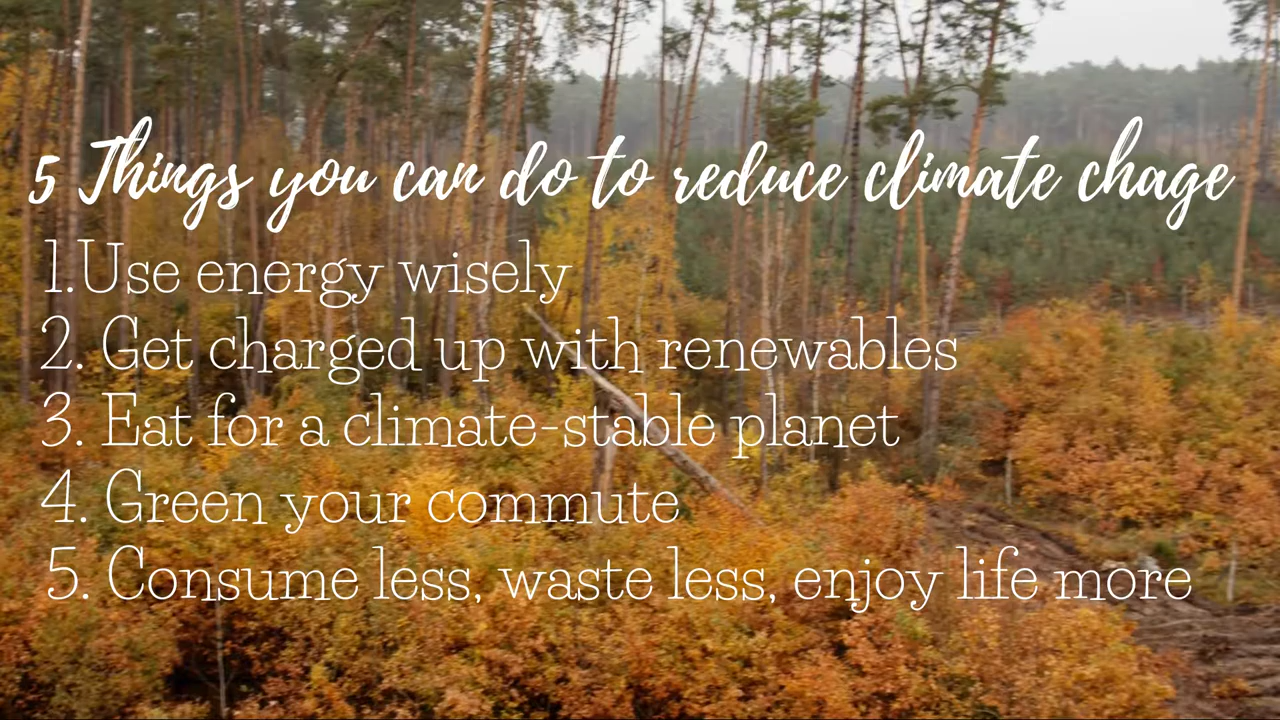 5 Things you can do to reduce climate chage
1.Use energy wisely
2. Get charged up with renewables
3. Eat for a climate-stable planet
4. Green your commute
5. Consume less, waste less, enjoy life more